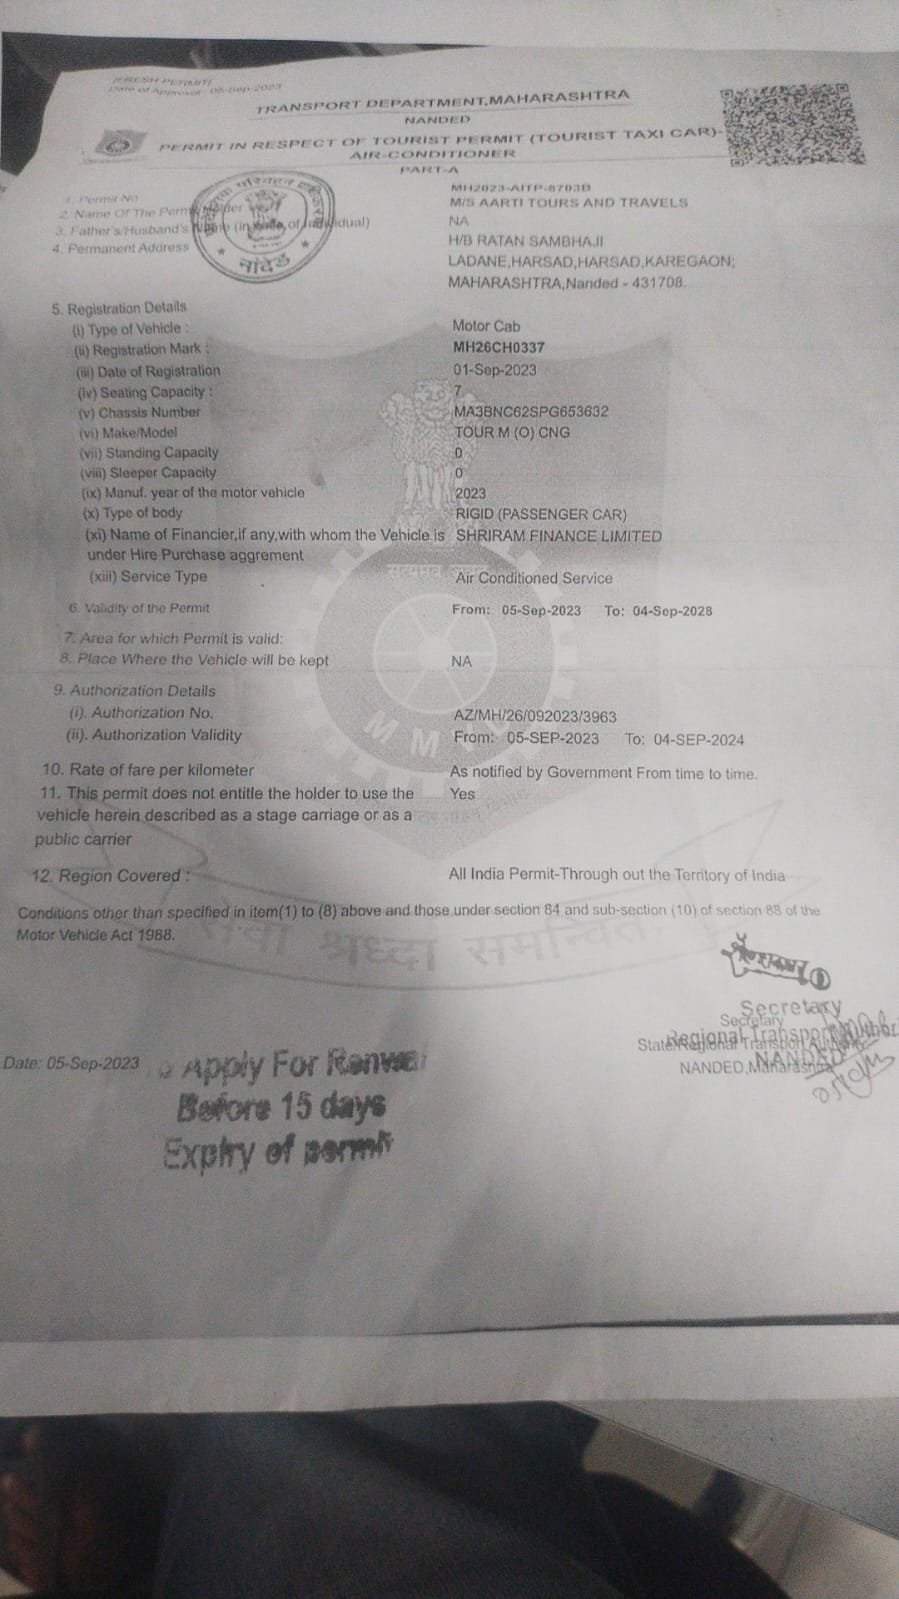 (FRESH PERMIT)
Date of Approval : 05-Sep-2023
TRANSPORT DEPARTMENT,MAHARASHTRA
NANDED
PERMIT IN RESPECT OF TOURIST PERMIT (TOURIST TAXI CAR)-
AIR-CONDITIONER
PART-A
1. Permit No MH2023-AITP-8703B
2. Name Of The Permit Holder M/S AARTI TOURS AND TRAVELS
3. Father's/Husband's Name (in case of Individual) NA
4. Permanent Address H/B RATAN SAMBHAJI
LADANE,HARSAD,HARSAD,KAREGAON;
MAHARASHTRA,Nanded - 431708.
नांदेड
5. Registration Details
(i) Type of Vehicle : Motor Cab
(ii) Registration Mark : MH26CH0337
(iii) Date of Registration 01-Sep-2023
(iv) Seating Capacity : 7
(v) Chassis Number MA3BNC62SPG653632
(vi) Make/Model TOUR M (O) CNG
(vii) Standing Capacity 0
(viii) Sleeper Capacity 0
(ix) Manuf. year of the motor vehicle 2023
(x) Type of body RIGID (PASSENGER CAR)
(xi) Name of Financier,if any,with whom the Vehicle is SHRIRAM FINANCE LIMITED
under Hire Purchase aggrement
सत्यमेव जयते
(xiii) Service Type Air Conditioned Service
6. Validity of the Permit From: 05-Sep-2023 To: 04-Sep-2028
7. Area for which Permit is valid:
8. Place Where the Vehicle will be kept NA
9. Authorization Details
(i). Authorization No. AZ/MH/26/092023/3963
(ii). Authorization Validity From: 05-SEP-2023 To: 04-SEP-2024
10. Rate of fare per kilometer As notified by Government From time to time.
11. This permit does not entitle the holder to use the Yes
vehicle herein described as a stage carriage or as a
public carrier
12. Region Covered : All India Permit-Through out the Territory of India
Conditions other than specified in item(1) to (8) above and those under section 84 and sub-section (10) of section 88 of the
Motor Vehicle Act 1988.
सेवा श्रध्दा समन्वित:
Secretary
Secretary
Regional Transport Author
State/Regional Transport Authority
NANDED
NANDED,Maharashtra
Date: 05-Sep-2023
To Apply For Ranwal
Before 15 days
Expiry of permit